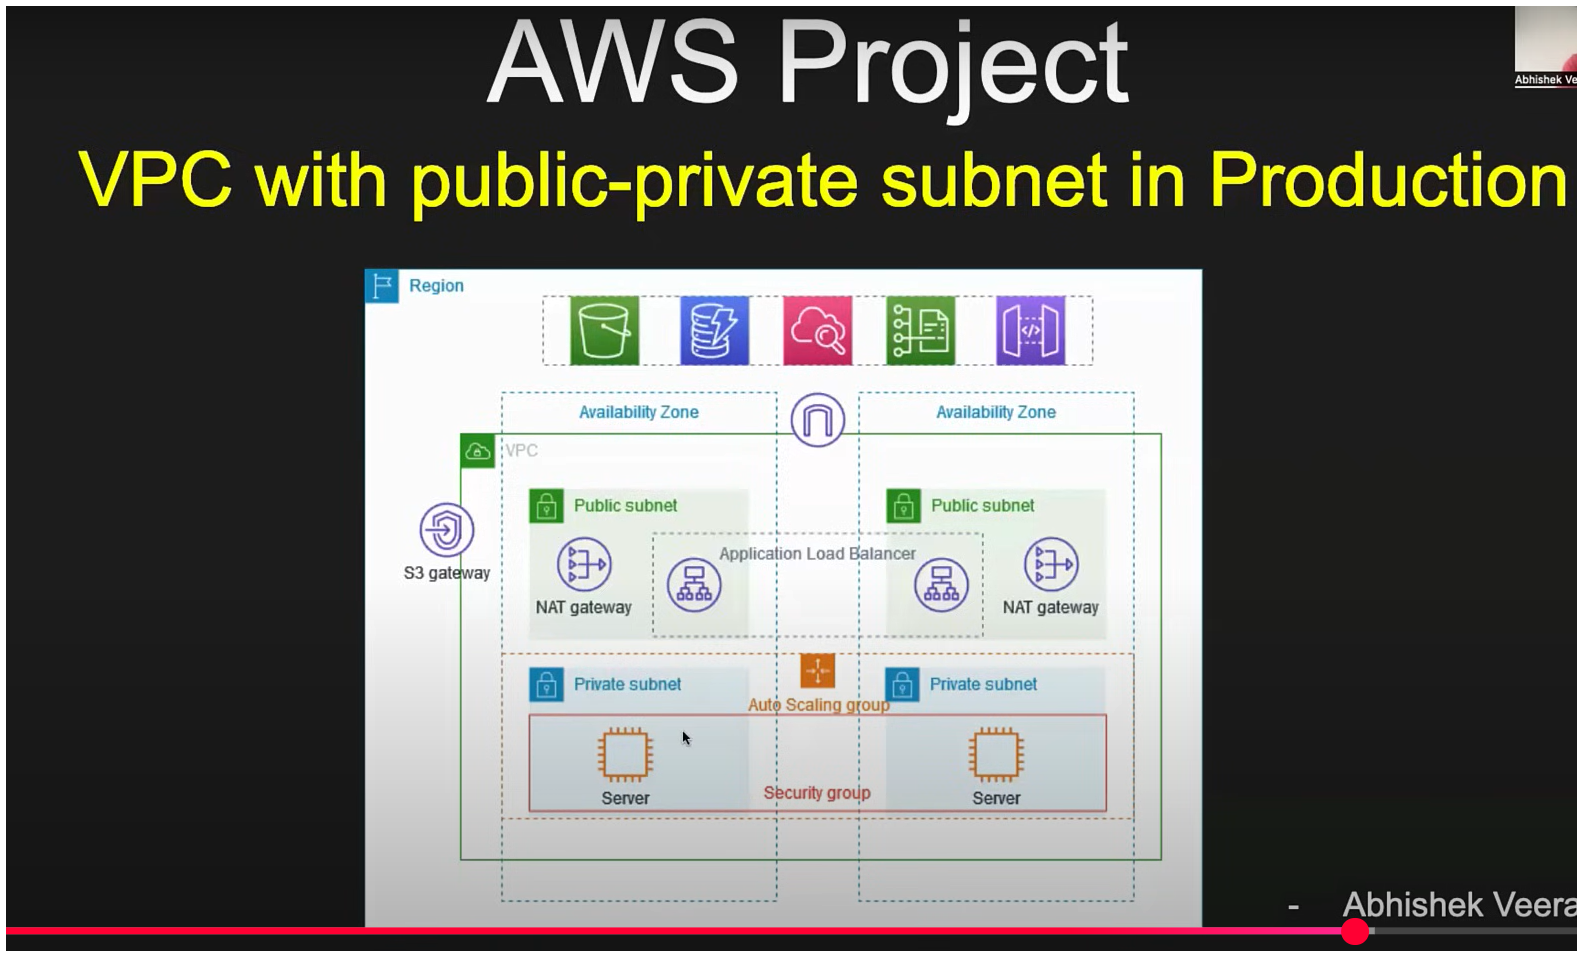 AWS Project
Abhishek Ve
VPC with public-private subnet in Production
Region
Availability Zone
Availability Zone
VPC
Public subnet
Public subnet
Application Load Balancer
S3 gateway
NAT gateway
NAT gateway
Private subnet
Private subnet
Auto Scaling group
Security group
Server
Server
- Abhishek Veera